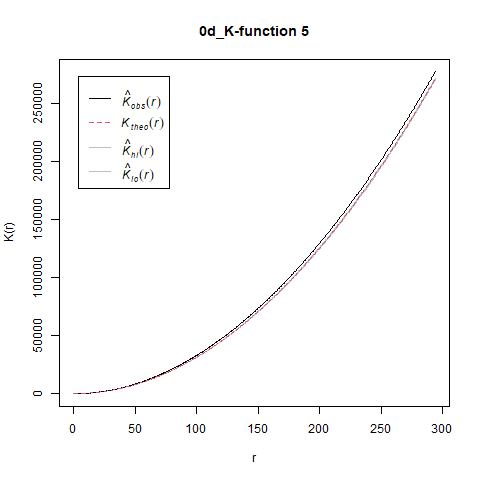 0d_K-function 5
K(r)
250000
200000
150000
100000
50000
0
K̂obs(r)
Ktheo(r)
K̂hi(r)
K̂lo(r)
0 50 100 150 200 250 300
r